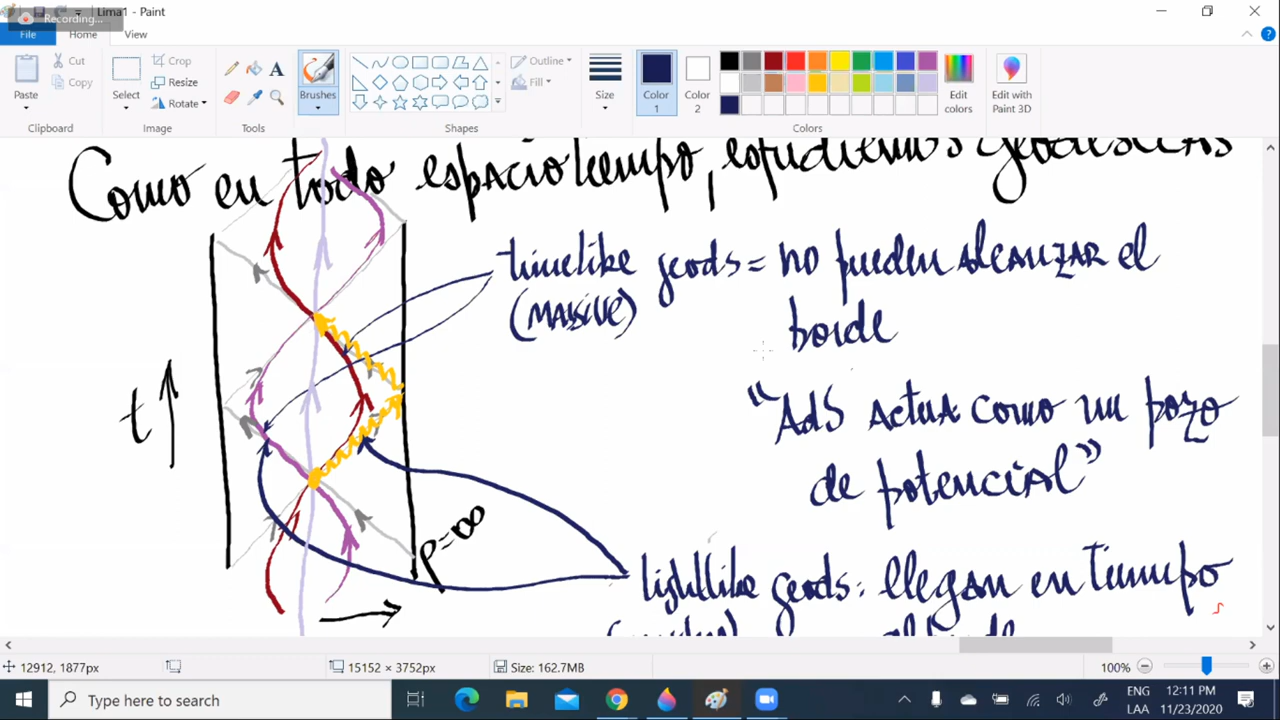 Recording...
Lima1 - Paint
File
Home
View
Paste
Cut
Copy
Clipboard
Select
Crop
Resize
Rotate
Image
Tools
Brushes
Shapes
Outline
Fill
Size
Color 1
Color 2
Edit colors
Edit with Paint 3D
Colors
Como en todo espaciotiempo, estudiemos geodesicas
timelike geods = no pueden alcanzar el
(MASSIVE)
borde
"AdS ACTUA COMO un pozo
de potencial"
t
ρ=∞
lightlike geods: llegan en tiempo
12912, 1877px
15152 × 3752px
Size: 162.7MB
100%
Type here to search
ENG
LAA
12:11 PM
11/23/2020